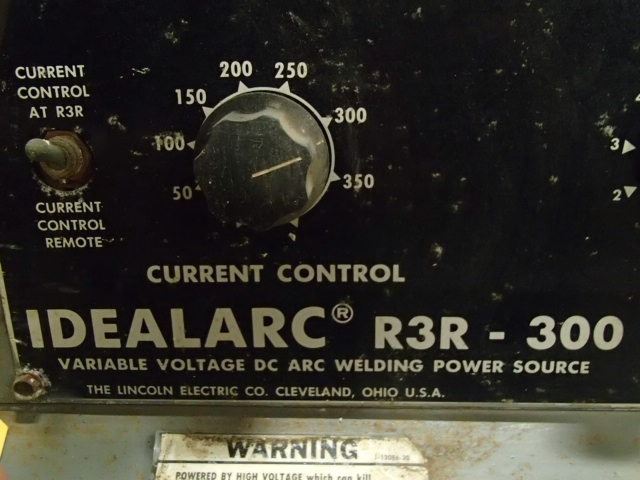 CURRENT
CONTROL
AT R3R
CURRENT
CONTROL
REMOTE
50
100
150
200
250
300
350
3
2
CURRENT CONTROL
IDEALARC® R3R - 300
VARIABLE VOLTAGE DC ARC WELDING POWER SOURCE
THE LINCOLN ELECTRIC CO. CLEVELAND, OHIO U.S.A.
WARNING
POWERED BY HIGH VOLTAGE which can kill